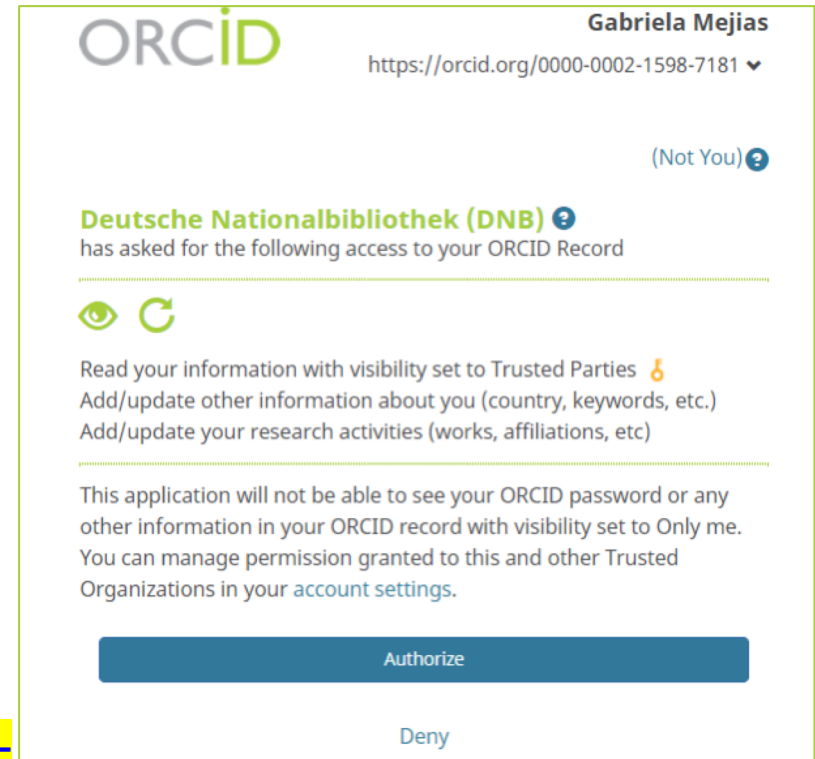 ORCID
Gabriela Mejias
https://orcid.org/0000-0002-1598-7181
(Not You)
Deutsche Nationalbibliothek (DNB)
has asked for the following access to your ORCID Record
Read your information with visibility set to Trusted Parties
Add/update other information about you (country, keywords, etc.)
Add/update your research activities (works, affiliations, etc)
This application will not be able to see your ORCID password or any
other information in your ORCID record with visibility set to Only me.
You can manage permission granted to this and other Trusted
Organizations in your account settings.
Authorize
Deny